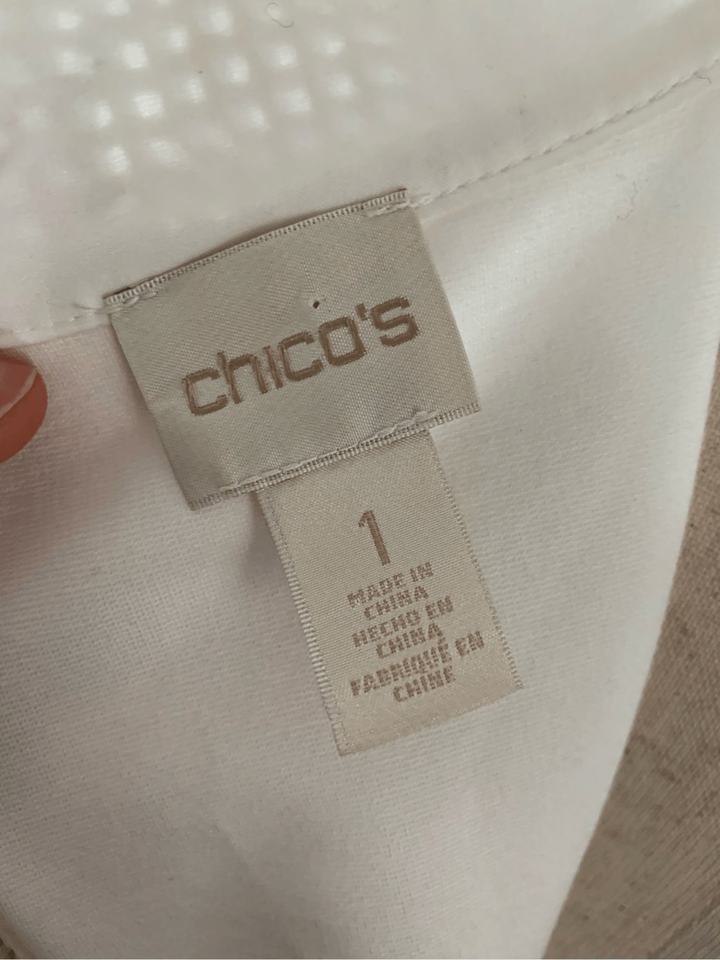 chico's
1
MADE IN
CHINA
HECHO EN
CHINA
FABRIQUÉ EN
CHINE